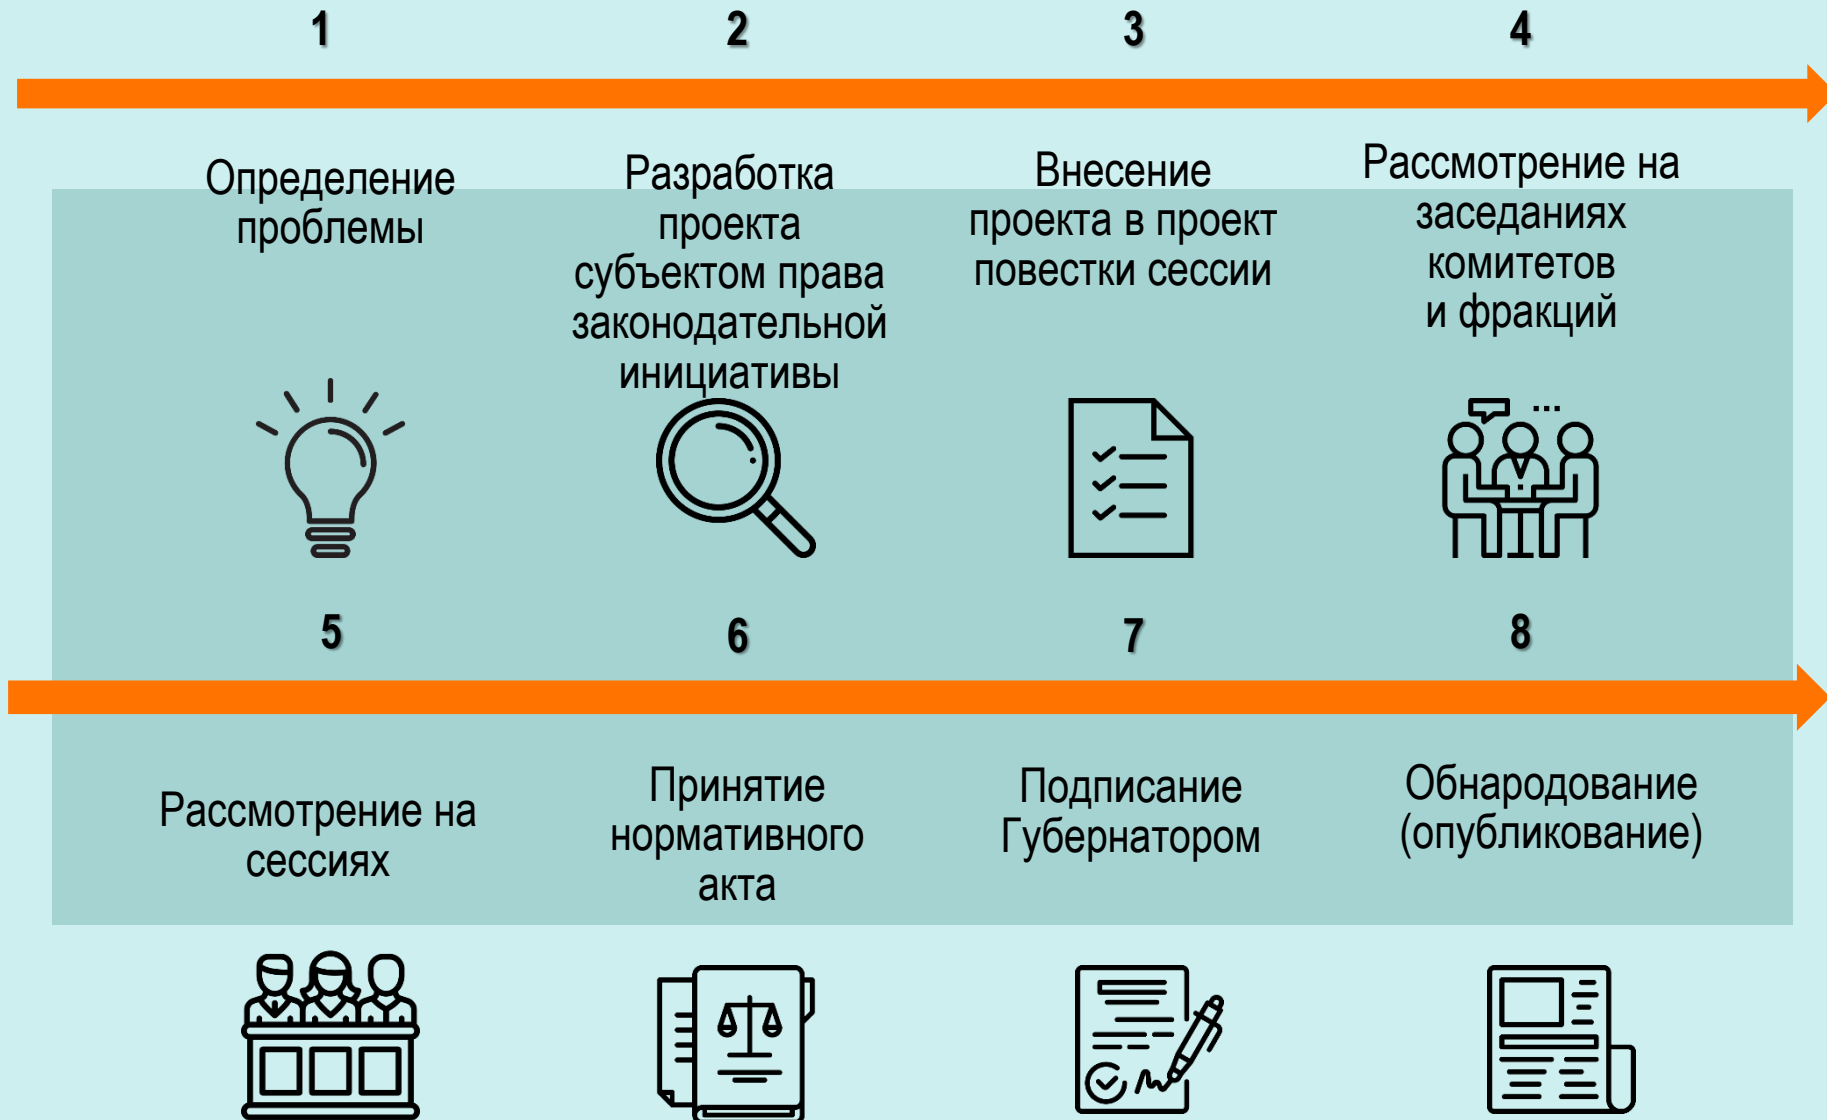 1
2
3
4
Определение
проблемы
Разработка
проекта
субъектом права
законодательной
инициативы
Внесение
проекта в проект
повестки сессии
Рассмотрение на
заседаниях
комитетов
и фракций
5
6
7
8
Рассмотрение на
сессиях
Принятие
нормативного
акта
Подписание
Губернатором
Обнародование
(опубликование)